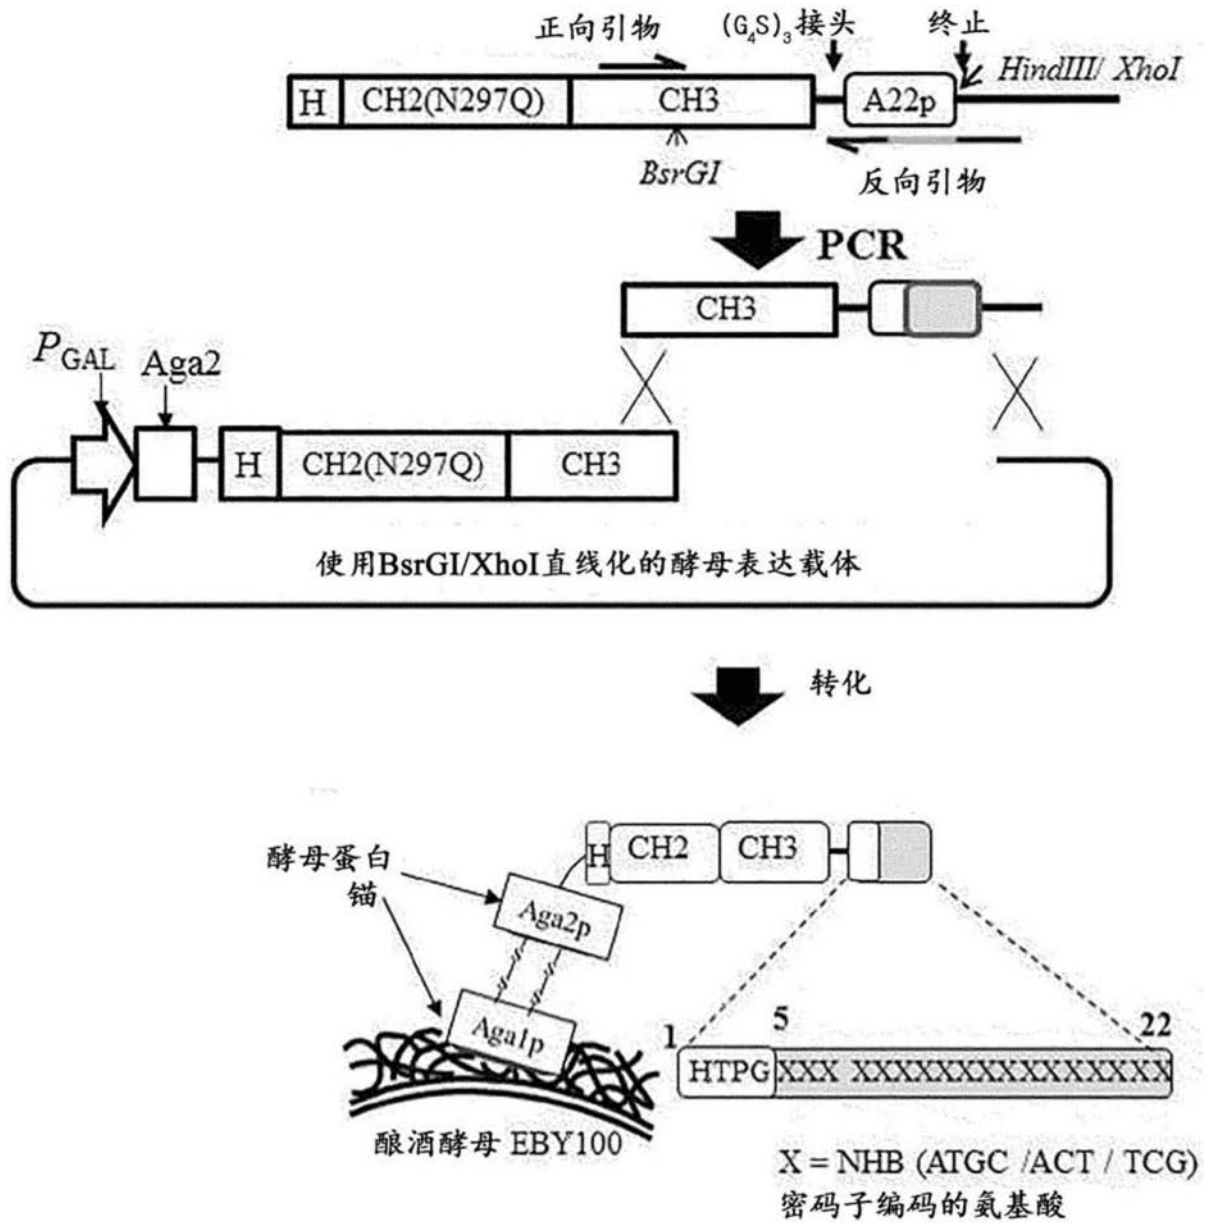 正向引物
(G4S)3接头
终止
HindIII/ XhoI
H
CH2(N297Q)
CH3
A22p
BsrGI
反向引物
PCR
CH3
PGAL
Aga2
H
CH2(N297Q)
CH3
使用BsrGI/XhoI直线化的酵母表达载体
转化
H
CH2
CH3
酵母蛋白
锚
Aga2p
Aga1p
1
5
22
HTPG
XXX XXXXXXXXXXXXXXX
酿酒酵母 EBY100
X = NHB (ATGC /ACT / TCG)
密码子编码的氨基酸